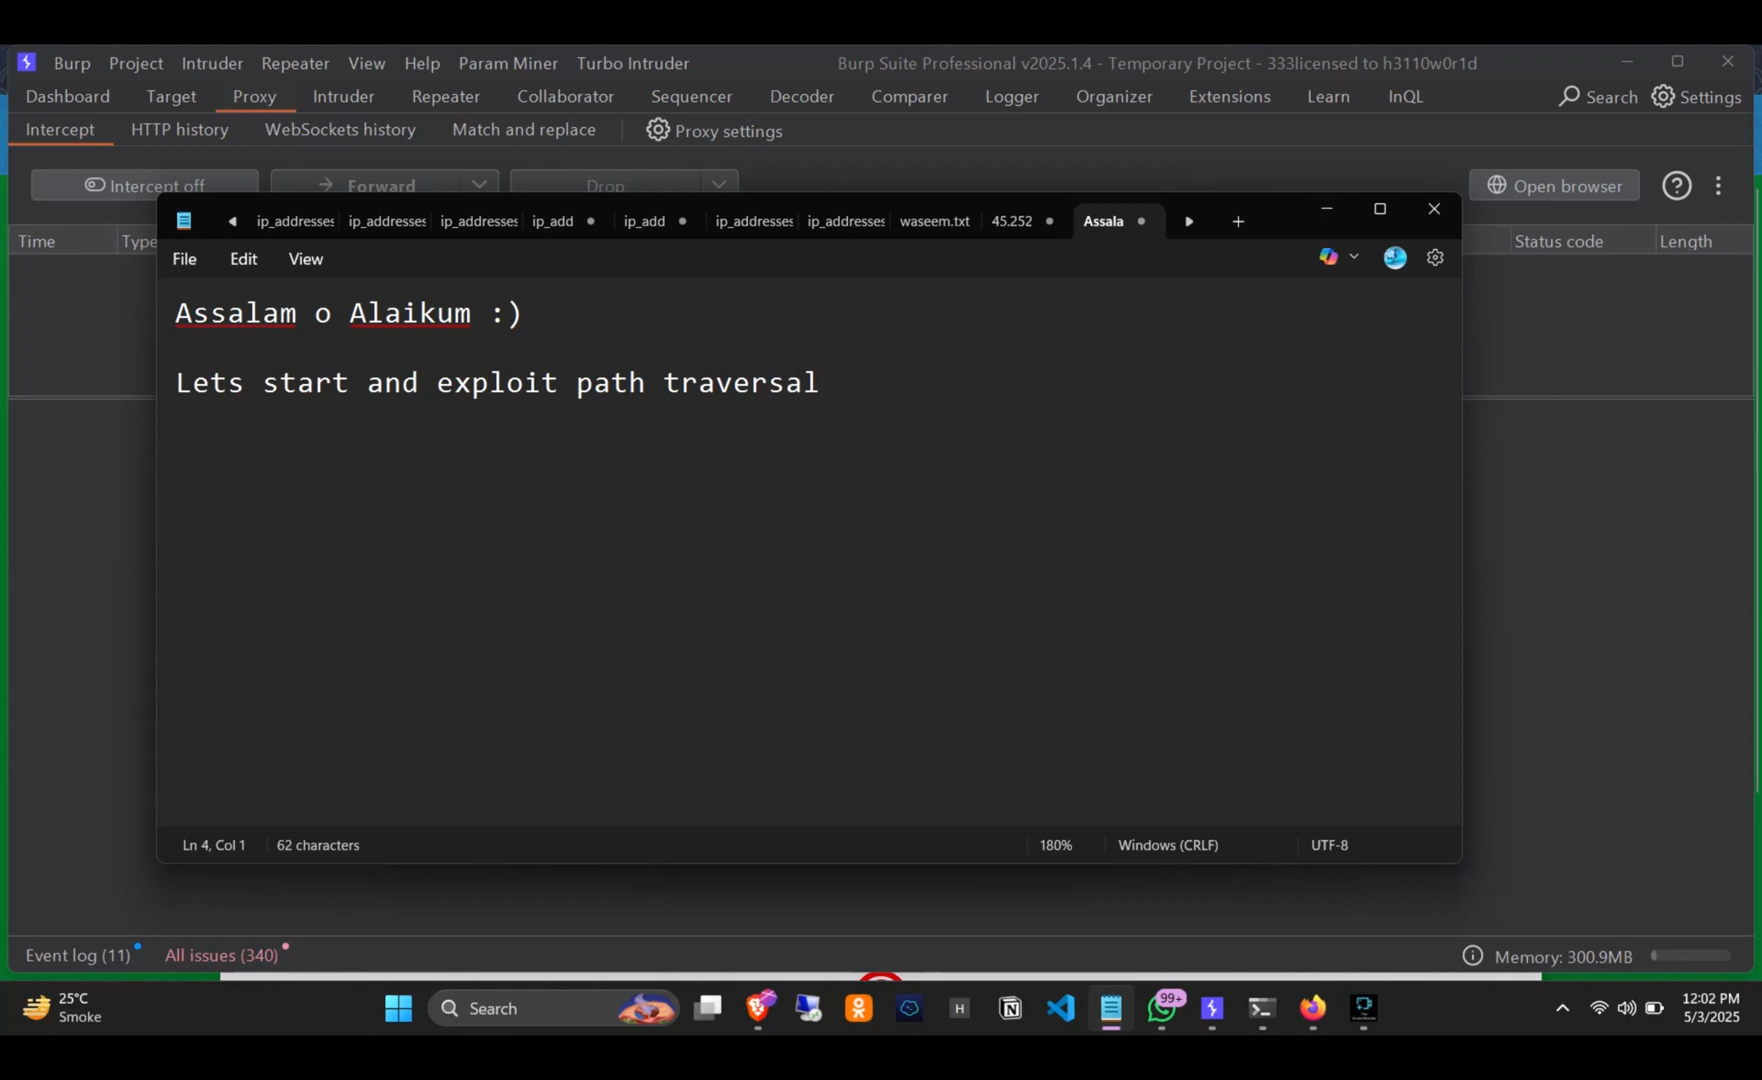 Burp Project Intruder Repeater View Help Param Miner Turbo Intruder Burp Suite Professional v2025.1.4 - Temporary Project - 333licensed to h3110w0r1d
Dashboard Target Proxy Intruder Repeater Collaborator Sequencer Decoder Comparer Logger Organizer Extensions Learn InQL Search Settings
Intercept HTTP history WebSockets history Match and replace Proxy settings
Intercept off Forward Drop Open browser
ip_addresses ip_addresses ip_addresses ip_add ip_add ip_addresses ip_addresses waseem.txt 45.252 Assala
Time Type Status code Length
File Edit View
Assalam o Alaikum :)
Lets start and exploit path traversal
Ln 4, Col 1 62 characters 180% Windows (CRLF) UTF-8
Event log (11) All issues (340) Memory: 300.9MB
25°C
Smoke
Search
99+
12:02 PM
5/3/2025